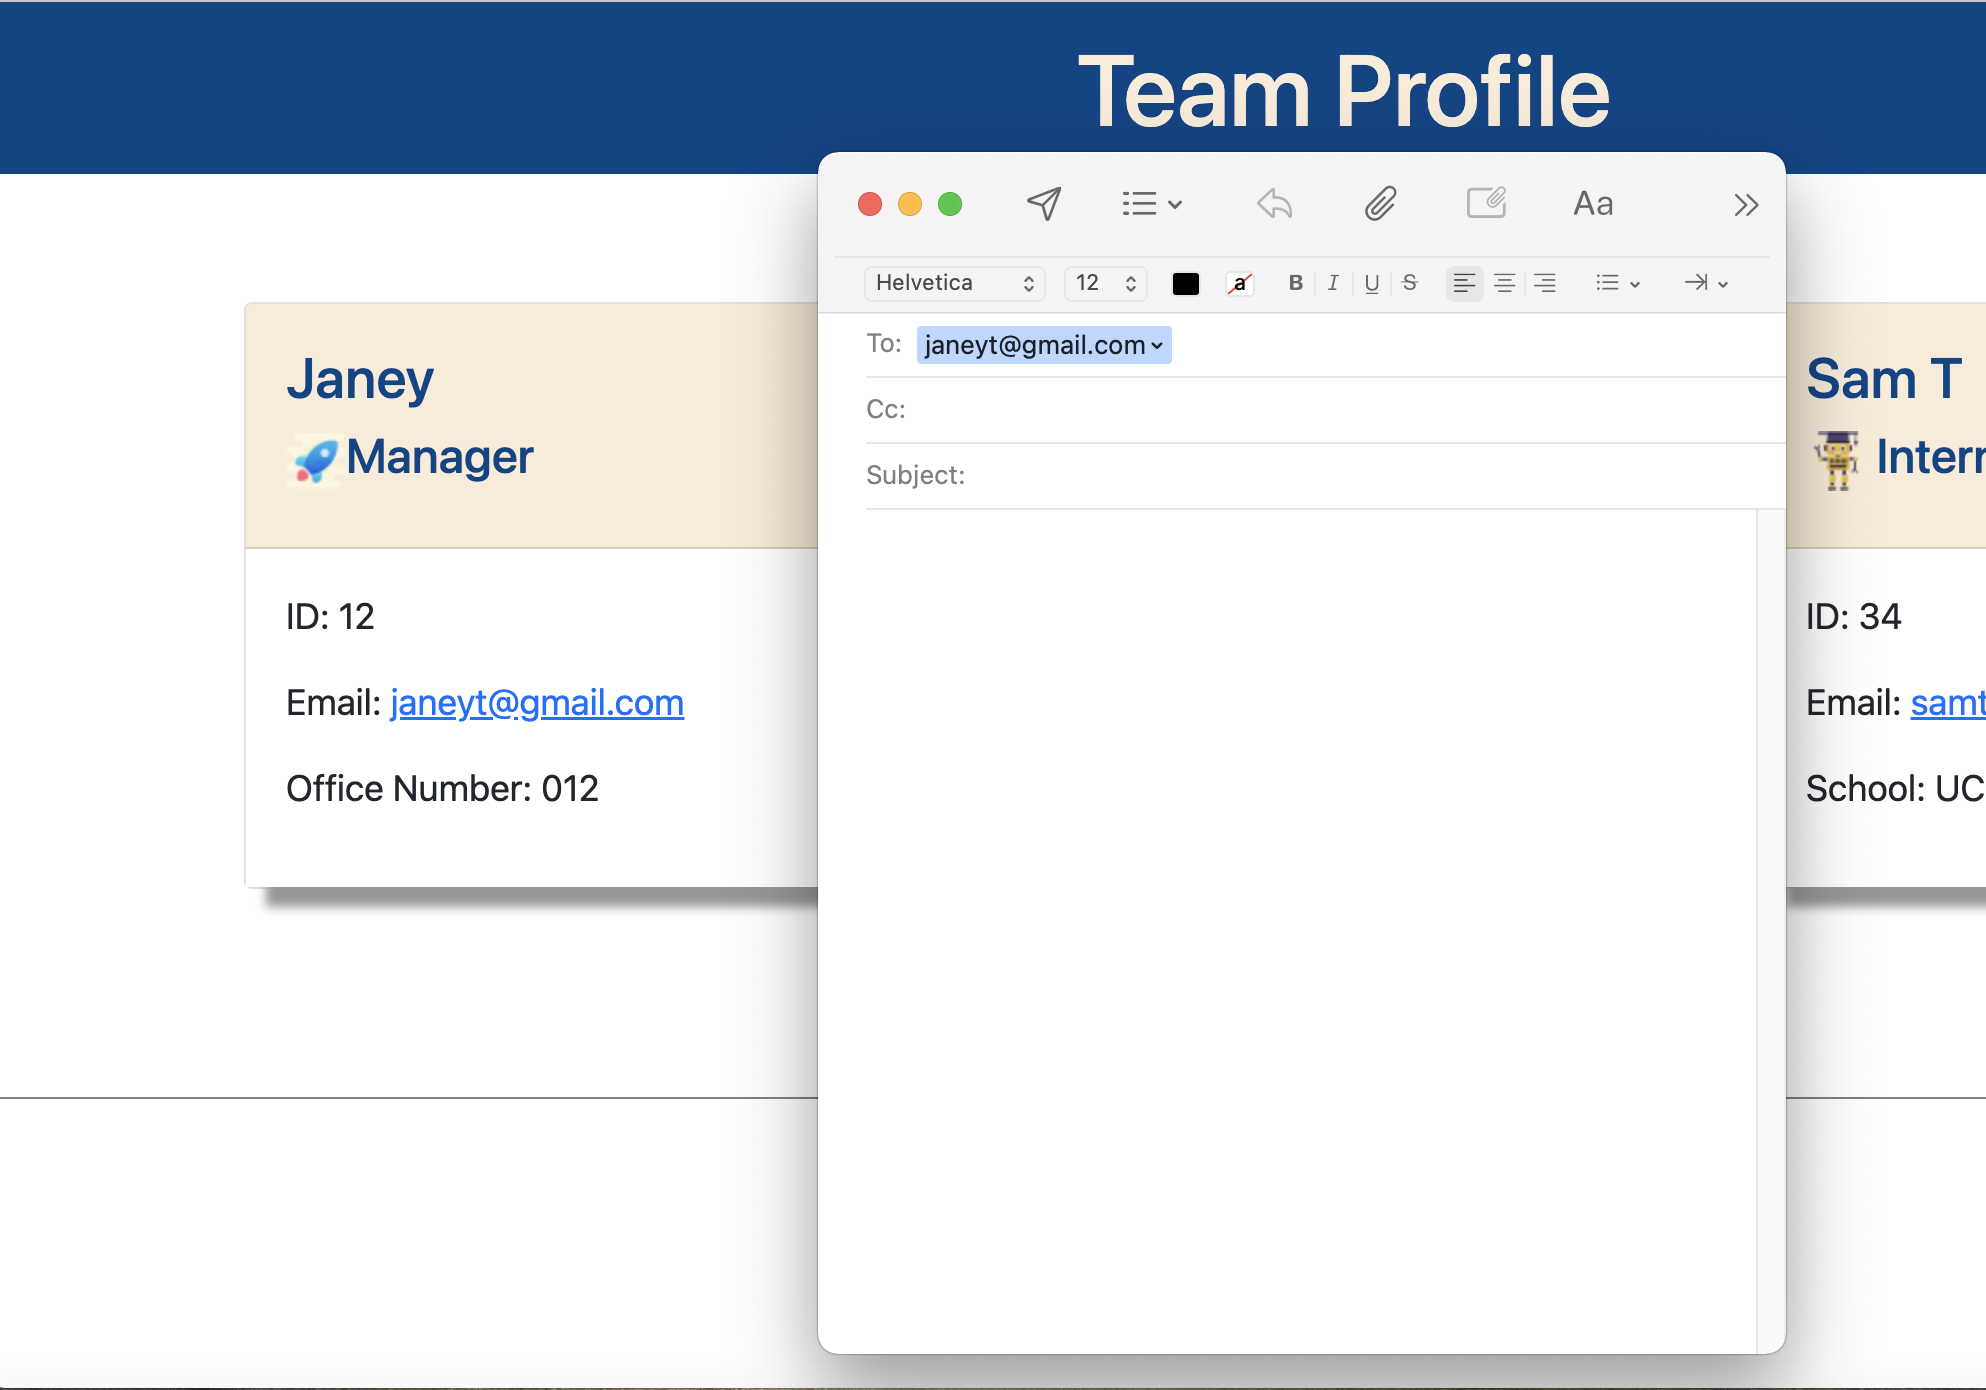 Team Profile
Janey
Manager
ID: 12
Email: janeyt@gmail.com
Office Number: 012
Aa
Helvetica
12
a
B I U S
To: janeyt@gmail.com
Cc:
Subject:
Sam T
Intern
ID: 34
Email: samt
School: UC